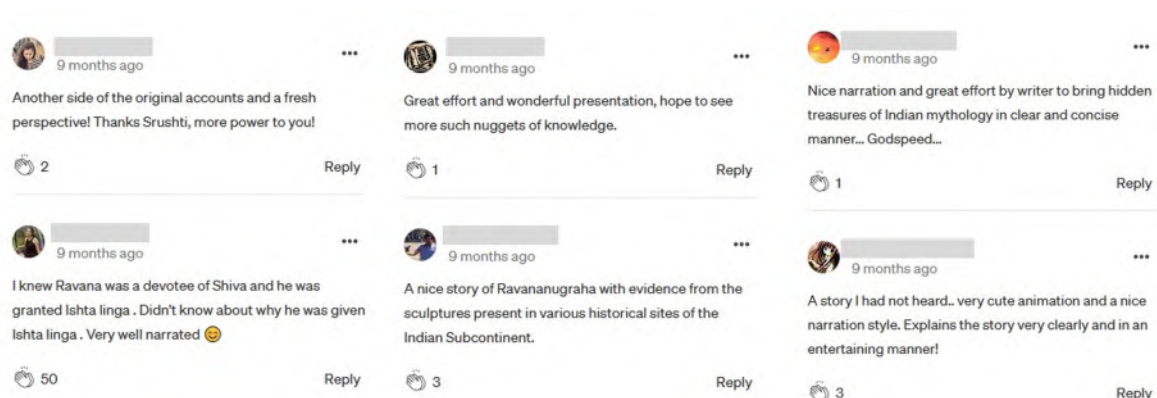 9 months ago
Another side of the original accounts and a fresh
perspective! Thanks Srushti, more power to you!
2 Reply
9 months ago
I knew Ravana was a devotee of Shiva and he was
granted Ishta linga . Didn't know about why he was given
Ishta linga . Very well narrated 😊
50 Reply
9 months ago
Great effort and wonderful presentation, hope to see
more such nuggets of knowledge.
1 Reply
9 months ago
A nice story of Ravananugraha with evidence from the
sculptures present in various historical sites of the
Indian Subcontinent.
3 Reply
9 months ago
Nice narration and great effort by writer to bring hidden
treasures of Indian mythology in clear and concise
manner... Godspeed...
1 Reply
9 months ago
A story I had not heard.. very cute animation and a nice
narration style. Explains the story very clearly and in an
entertaining manner!
3 Reply